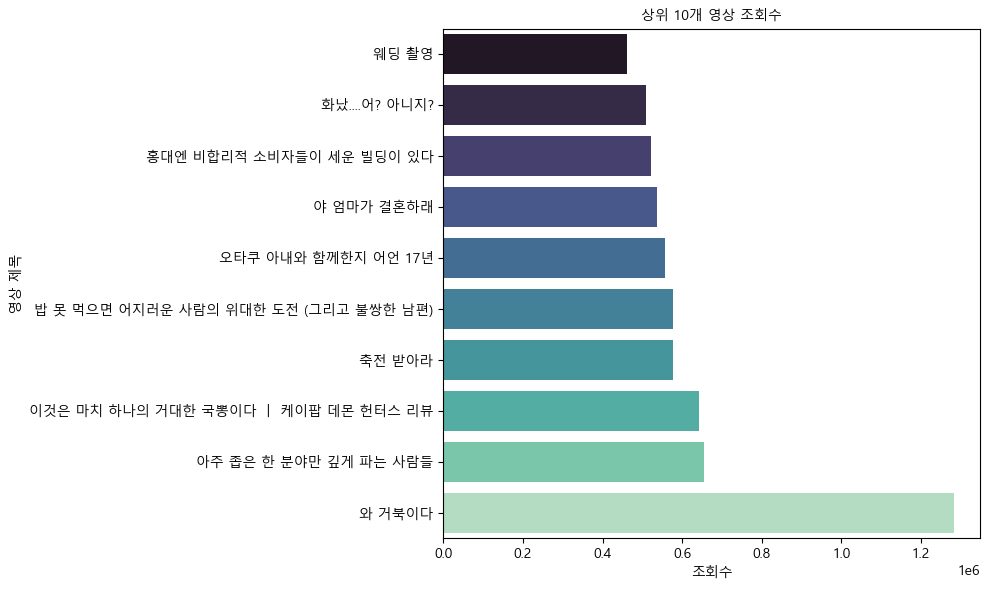 상위 10개 영상 조회수
영상 제목
웨딩 촬영
화났....어? 아니지?
홍대엔 비합리적 소비자들이 세운 빌딩이 있다
야 엄마가 결혼하래
오타쿠 아내와 함께한지 어언 17년
밥 못 먹으면 어지러운 사람의 위대한 도전 (그리고 불쌍한 남편)
축전 받아라
이것은 마치 하나의 거대한 국뽕이다 ㅣ 케이팝 데몬 헌터스 리뷰
아주 좁은 한 분야만 깊게 파는 사람들
와 거북이다
0.0 0.2 0.4 0.6 0.8 1.0 1.2
1e6
조회수